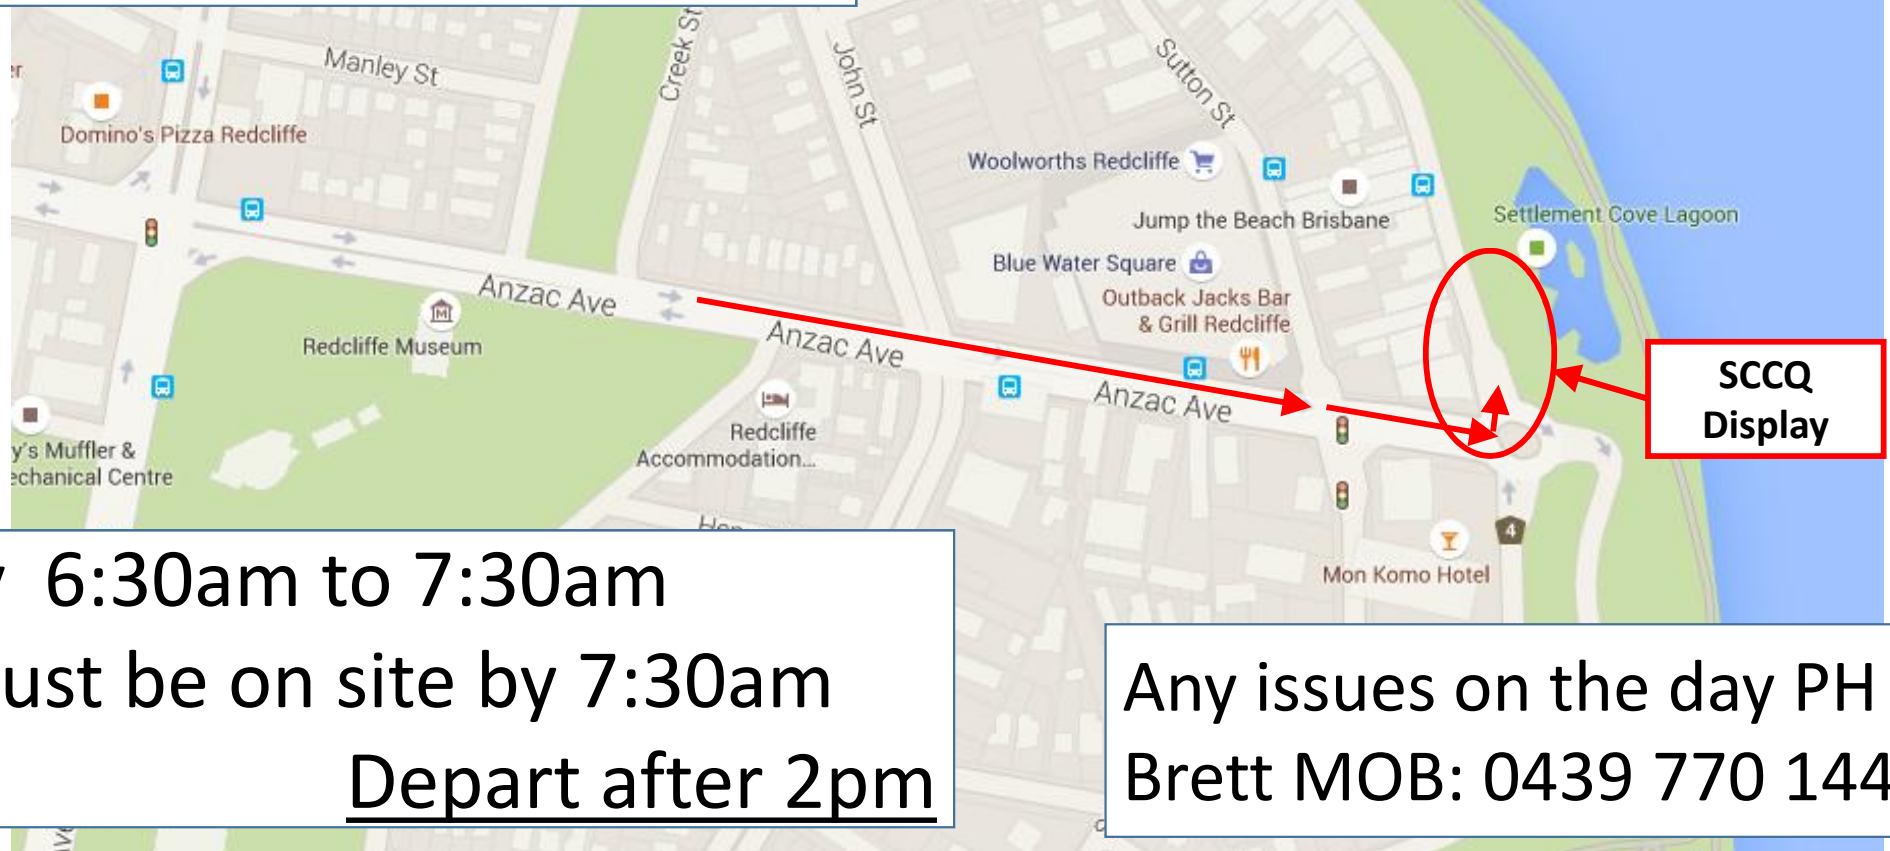 Manley St
Creek St
John St
Sutton St
Domino's Pizza Redcliffe
Woolworths Redcliffe
Jump the Beach Brisbane
Settlement Cove Lagoon
Blue Water Square
Anzac Ave
Outback Jacks Bar
& Grill Redcliffe
Redcliffe Museum
Anzac Ave
Anzac Ave
SCCQ
Display
Redcliffe
Accommodation...
y's Muffler &
echanical Centre
4
Mon Komo Hotel
6:30am to 7:30am
ust be on site by 7:30am
Depart after 2pm
Any issues on the day PH
Brett MOB: 0439 770 144